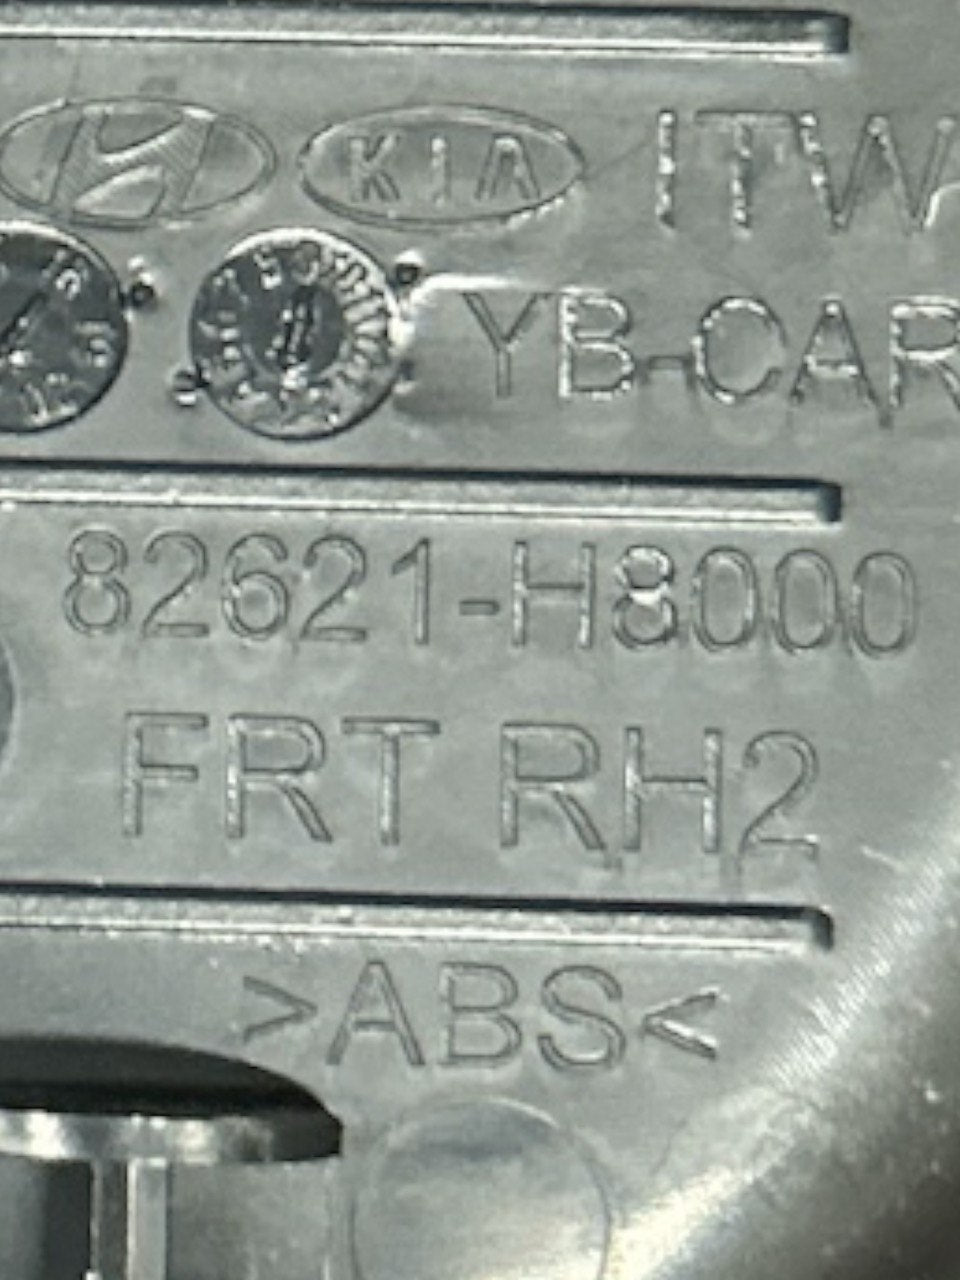 KIA ITW
YB-CAR
82621-H8000
FRT RH2
>ABS<